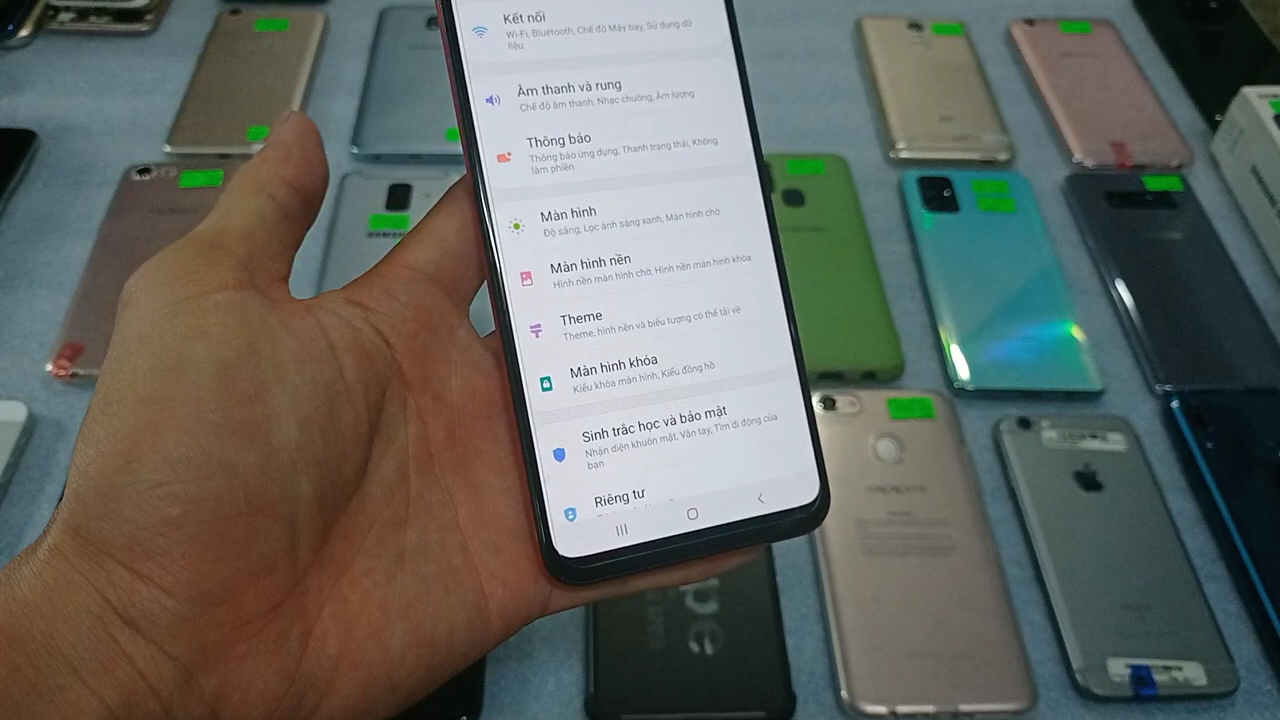 Kết nối
Wi-Fi, Bluetooth, Chế độ Máy bay, Sử dụng dữ
liệu
Âm thanh và rung
Chế độ âm thanh, Nhạc chuông, Âm lượng
Thông báo
Thông báo ứng dụng, Thanh trạng thái, Không
làm phiền
Màn hình
Độ sáng, Lọc ánh sáng xanh, Màn hình chờ
Màn hình nền
Hình nền màn hình chờ, Hình nền màn hình khóa
Theme
Theme, hình nền và biểu tượng có thể tải về
Màn hình khóa
Kiểu khóa màn hình, Kiểu đồng hồ
Sinh trắc học và bảo mật
Nhận diện khuôn mặt, Vân tay, Tìm di động của
bạn
Riêng tư